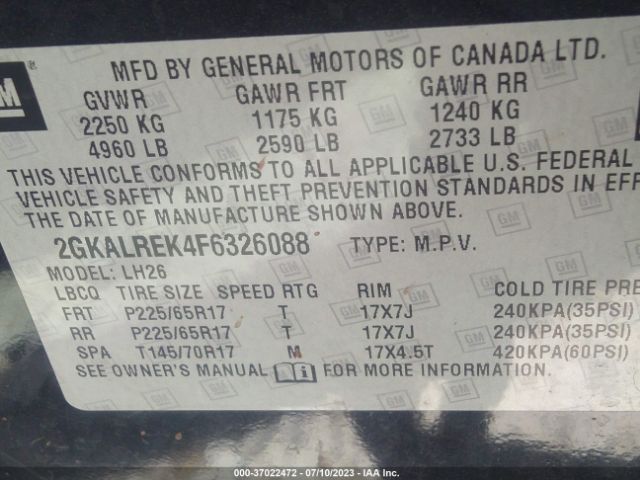 GM ®
MFD BY GENERAL MOTORS OF CANADA LTD.
GVWR GAWR FRT GAWR RR
2250 KG 1175 KG 1240 KG
4960 LB 2590 LB 2733 LB
THIS VEHICLE CONFORMS TO ALL APPLICABLE U.S. FEDERAL
VEHICLE SAFETY AND THEFT PREVENTION STANDARDS IN EFF
THE DATE OF MANUFACTURE SHOWN ABOVE.
2GKALREK4F6326088 TYPE: M.P.V.
MODEL: LH26
LBCQ TIRE SIZE SPEED RTG RIM COLD TIRE PRE
FRT P225/65R17 T 17X7J 240KPA(35PSI)
RR P225/65R17 T 17X7J 240KPA(35PSI)
SPA T145/70R17 M 17X4.5T 420KPA(60PSI)
SEE OWNER'S MANUAL i FOR MORE INFORMATION.
000-37022472 - 07/10/2023 - IAA Inc.